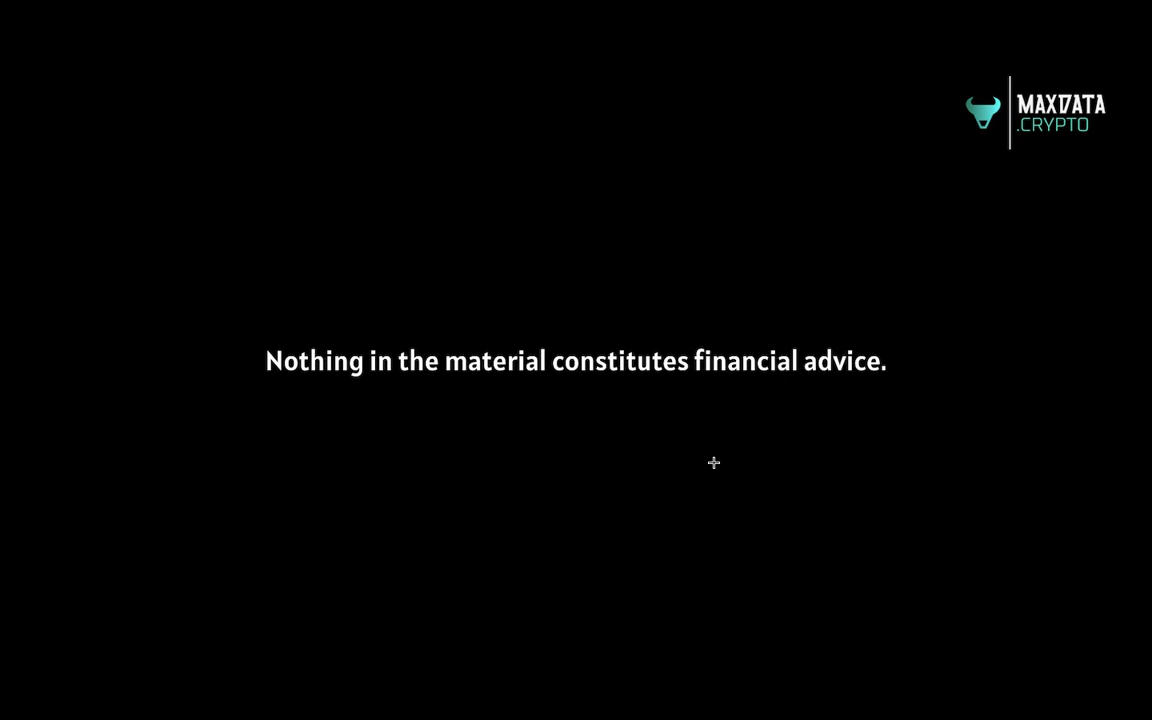 MAXDATA
.CRYPTO
Nothing in the material constitutes financial advice.